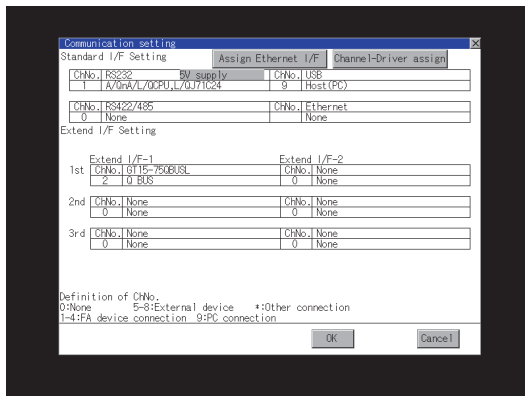 Communication setting
Standard I/F Setting Assign Ethernet I/F Channel-Driver assign
ChNo. RS232 5V supply ChNo. USB
1 A/QnA/L/QCPU,L/QJ71C24 9 Host(PC)
ChNo. RS422/485 ChNo. Ethernet
0 None None
Extend I/F Setting
Extend I/F-1 Extend I/F-2
1st ChNo. GT15-75QBUSL ChNo. None
2 Q BUS 0 None
2nd ChNo. None ChNo. None
0 None 0 None
3rd ChNo. None ChNo. None
0 None 0 None
Definition of ChNo.
0:None 5-8:External device *:Other connection
1-4:FA device connection 9:PC connection
OK Cancel